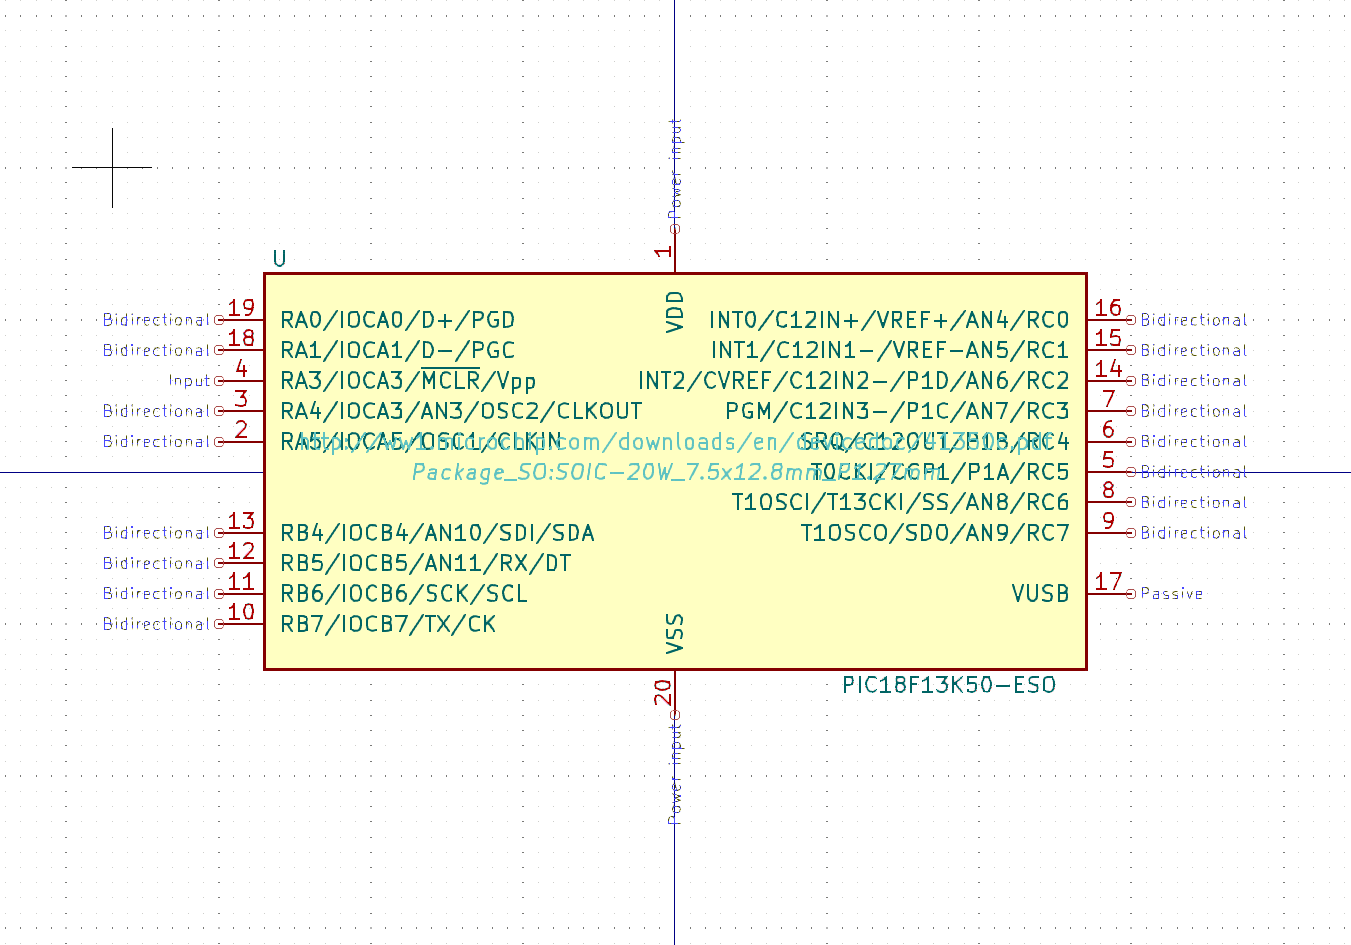 Power input
1
U
VDD
Bidirectional 19 RA0/IOCA0/D+/PGD
Bidirectional 18 RA1/IOCA1/D-/PGC
Input 4 RA3/IOCA3/MCLR/Vpp
Bidirectional 3 RA4/IOCA3/AN3/OSC2/CLKOUT
Bidirectional 2 RA5/IOCA5/OSC1/CLKIN
Bidirectional 13 RB4/IOCB4/AN10/SDI/SDA
Bidirectional 12 RB5/IOCB5/AN11/RX/DT
Bidirectional 11 RB6/IOCB6/SCK/SCL
Bidirectional 10 RB7/IOCB7/TX/CK
INT0/C12IN+/VREF+/AN4/RC0 16 Bidirectional
INT1/C12IN1-/VREF-AN5/RC1 15 Bidirectional
INT2/CVREF/C12IN2-/P1D/AN6/RC2 14 Bidirectional
PGM/C12IN3-/P1C/AN7/RC3 7 Bidirectional
SRQ/C12OUT/P1B/RC4 6 Bidirectional
T0CKI/CCP1/P1A/RC5 5 Bidirectional
T1OSCI/T13CKI/SS/AN8/RC6 8 Bidirectional
T1OSCO/SDO/AN9/RC7 9 Bidirectional
VUSB 17 Passive
http://ww1.microchip.com/downloads/en/devicedoc/41350e.pdf
Package_SO:SOIC-20W_7.5x12.8mm_P1.27mm
VSS
20
Power input
PIC18F13K50-ESO